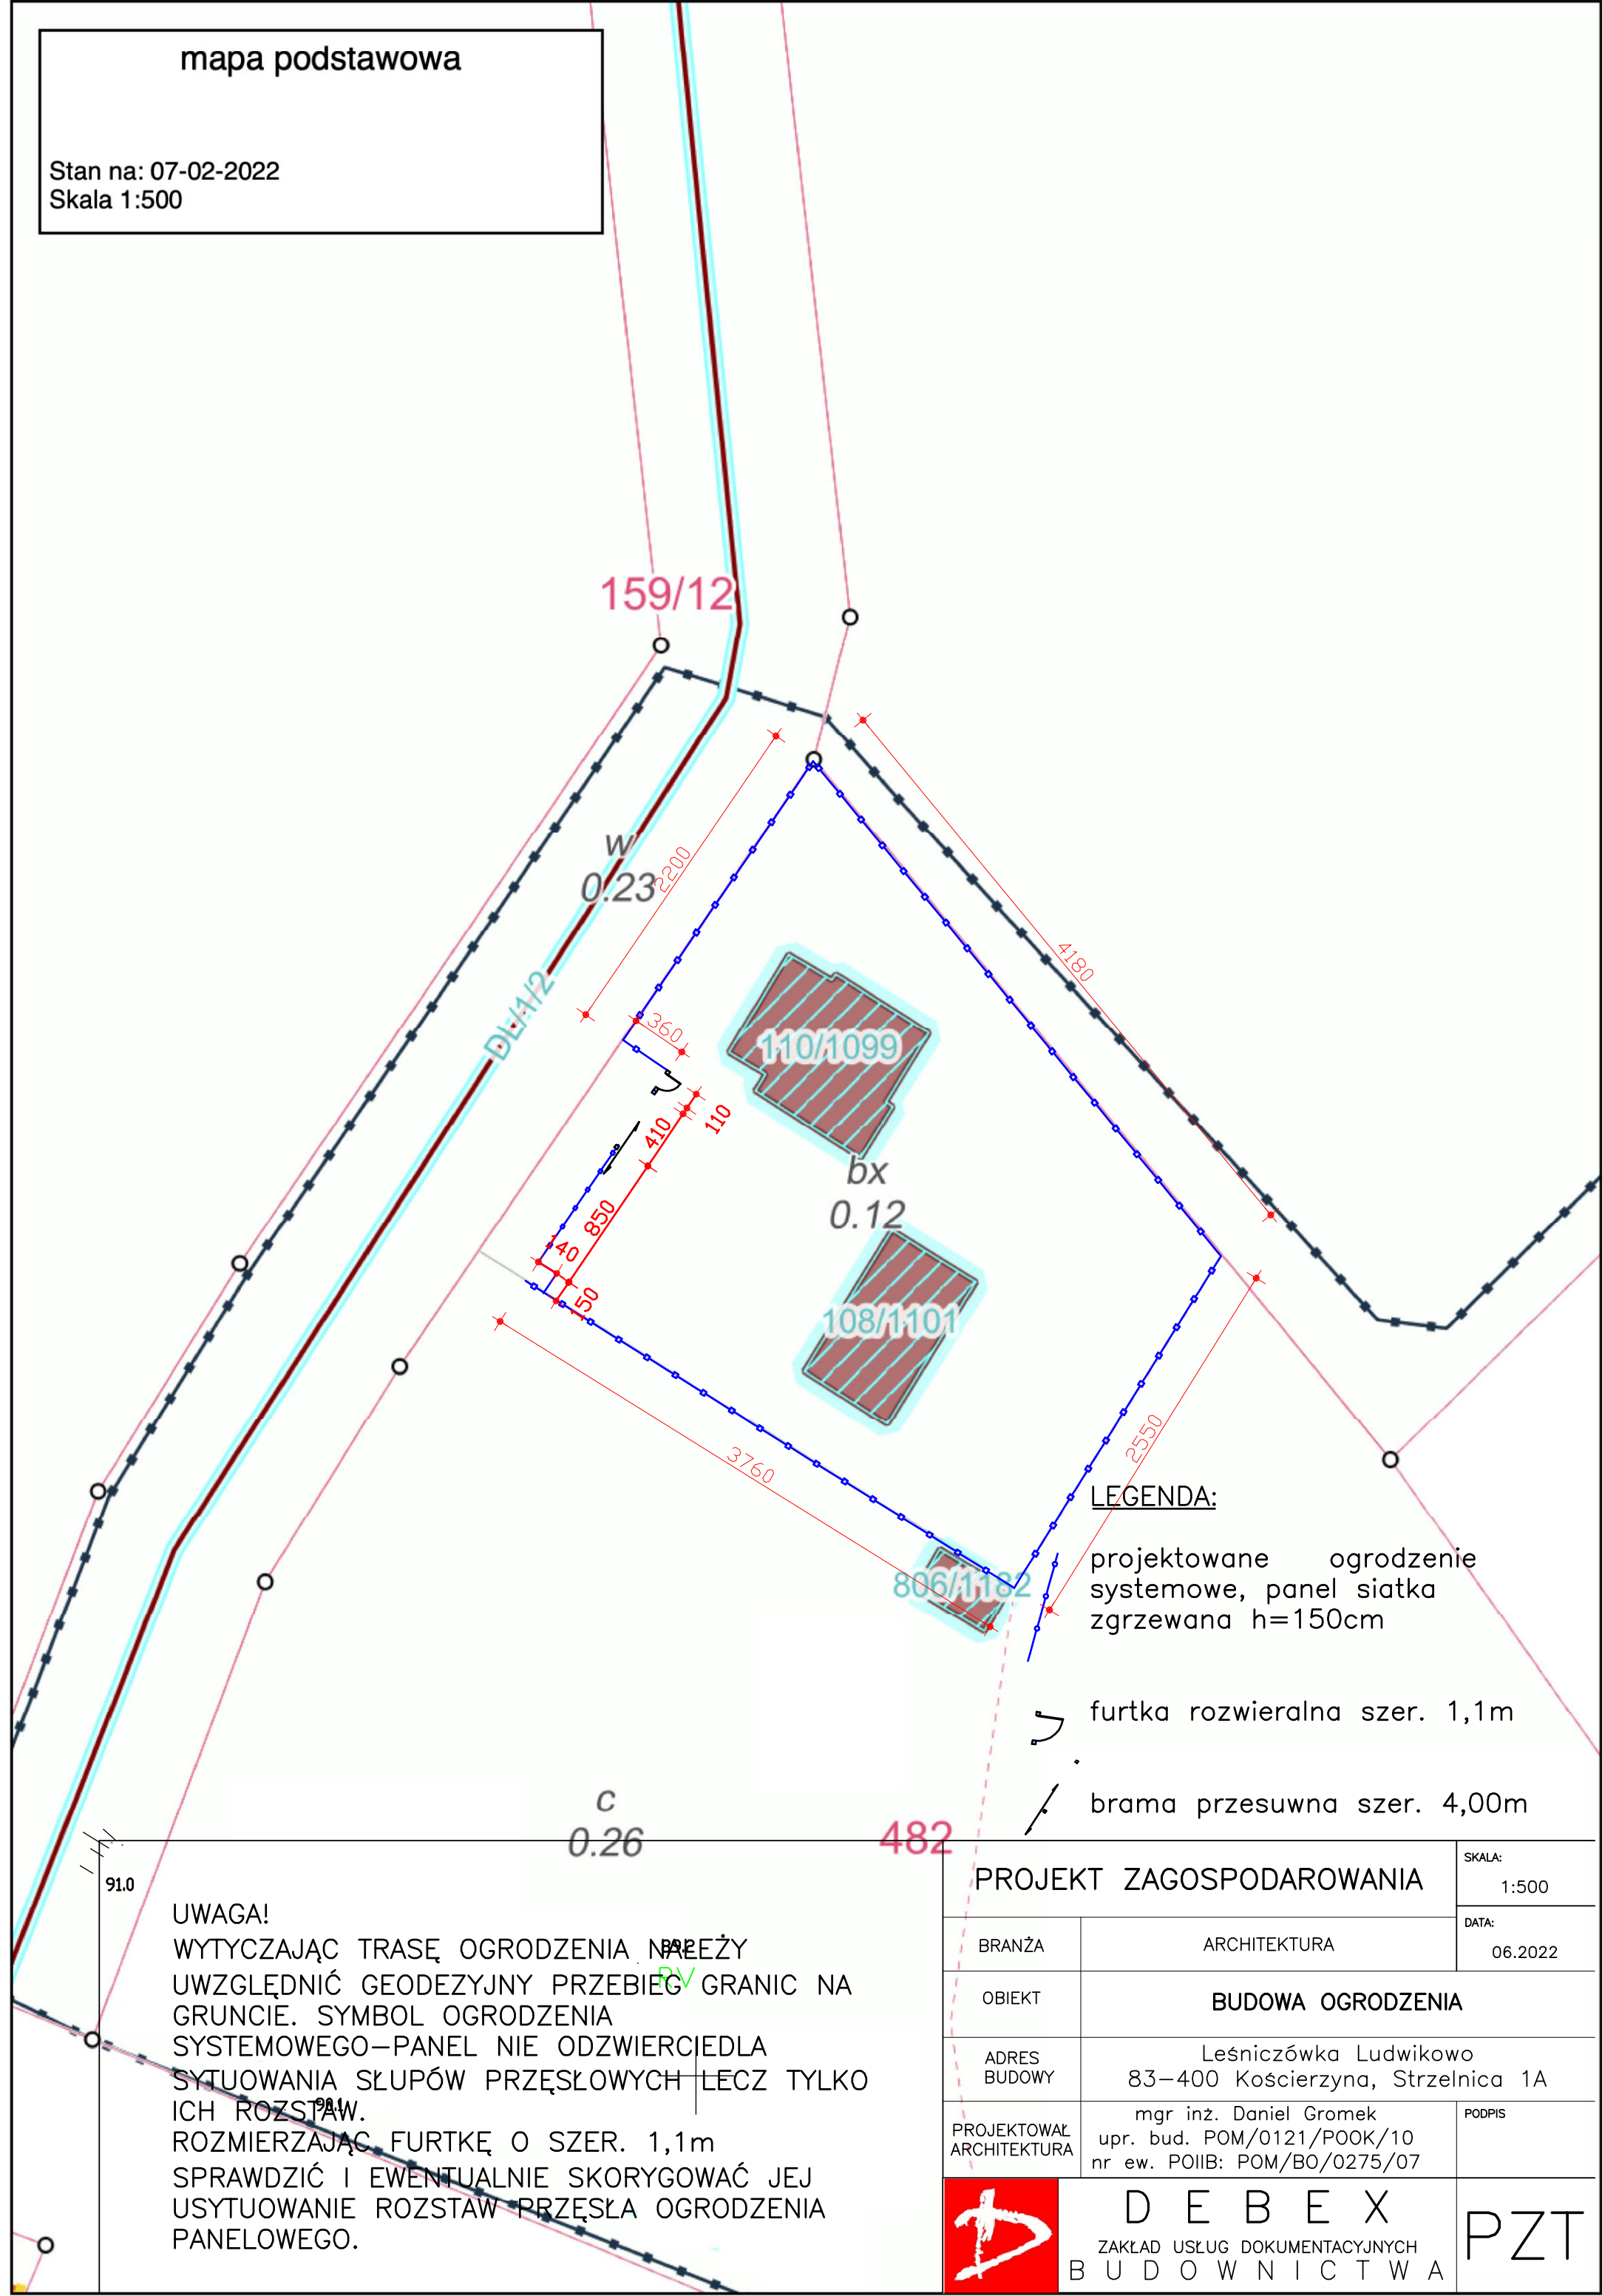 mapa podstawowa
Stan na: 07-02-2022
Skala 1:500
159/12
w
0.23
2200
DL/1/2
4180
360
110/1099
110
410
bx
0.12
850
140
150
108/1101
3760
2550
806/1182
LEGENDA:
projektowane ogrodzenie
systemowe, panel siatka
zgrzewana h=150cm
furtka rozwieralna szer. 1,1m
brama przesuwna szer. 4,00m
c
0.26
482
91.0
UWAGA!
WYTYCZAJĄC TRASĘ OGRODZENIA NALEŻY
UWZGLĘDNIĆ GEODEZYJNY PRZEBIEG GRANIC NA
RV
GRUNCIE. SYMBOL OGRODZENIA
SYSTEMOWEGO-PANEL NIE ODZWIERCIEDLA
SYTUOWANIA SŁUPÓW PRZĘSŁOWYCH LECZ TYLKO
ICH ROZSTAW.
ROZMIERZAJĄC FURTKĘ O SZER. 1,1m
SPRAWDZIĆ I EWENTUALNIE SKORYGOWAĆ JEJ
USYTUOWANIE ROZSTAW PRZĘSŁA OGRODZENIA
PANELOWEGO.
PROJEKT ZAGOSPODAROWANIA
SKALA:
1:500
BRANŻA
ARCHITEKTURA
DATA:
06.2022
OBIEKT
BUDOWA OGRODZENIA
ADRES
BUDOWY
Leśniczówka Ludwikowo
83-400 Kościerzyna, Strzelnica 1A
PROJEKTOWAŁ
ARCHITEKTURA
mgr inż. Daniel Gromek
upr. bud. POM/0121/POOK/10
nr ew. POIIB: POM/BO/0275/07
PODPIS
DEBEX
ZAKŁAD USŁUG DOKUMENTACYJNYCH
BUDOWNICTWA
PZT